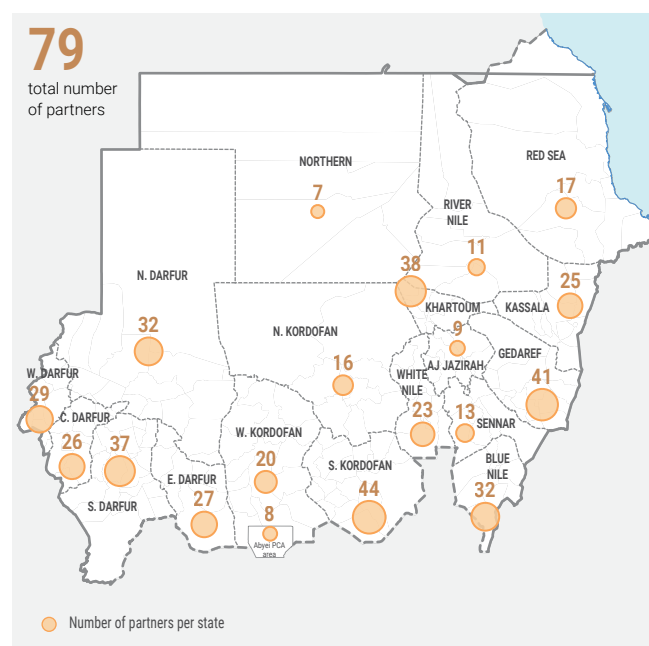 79
total number
of partners
NORTHERN
7
RED SEA
17
RIVER
NILE
11
N. DARFUR
32
38
KHARTOUM
KASSALA
25
N. KORDOFAN
16
9
AJ JAZIRAH
GEDAREF
41
WHITE
NILE
23
13
SENNAR
W. DARFUR
29
C. DARFUR
26
37
S. DARFUR
E. DARFUR
27
W. KORDOFAN
20
8
Abyei PCA
area
S. KORDOFAN
44
BLUE
NILE
32
Number of partners per state